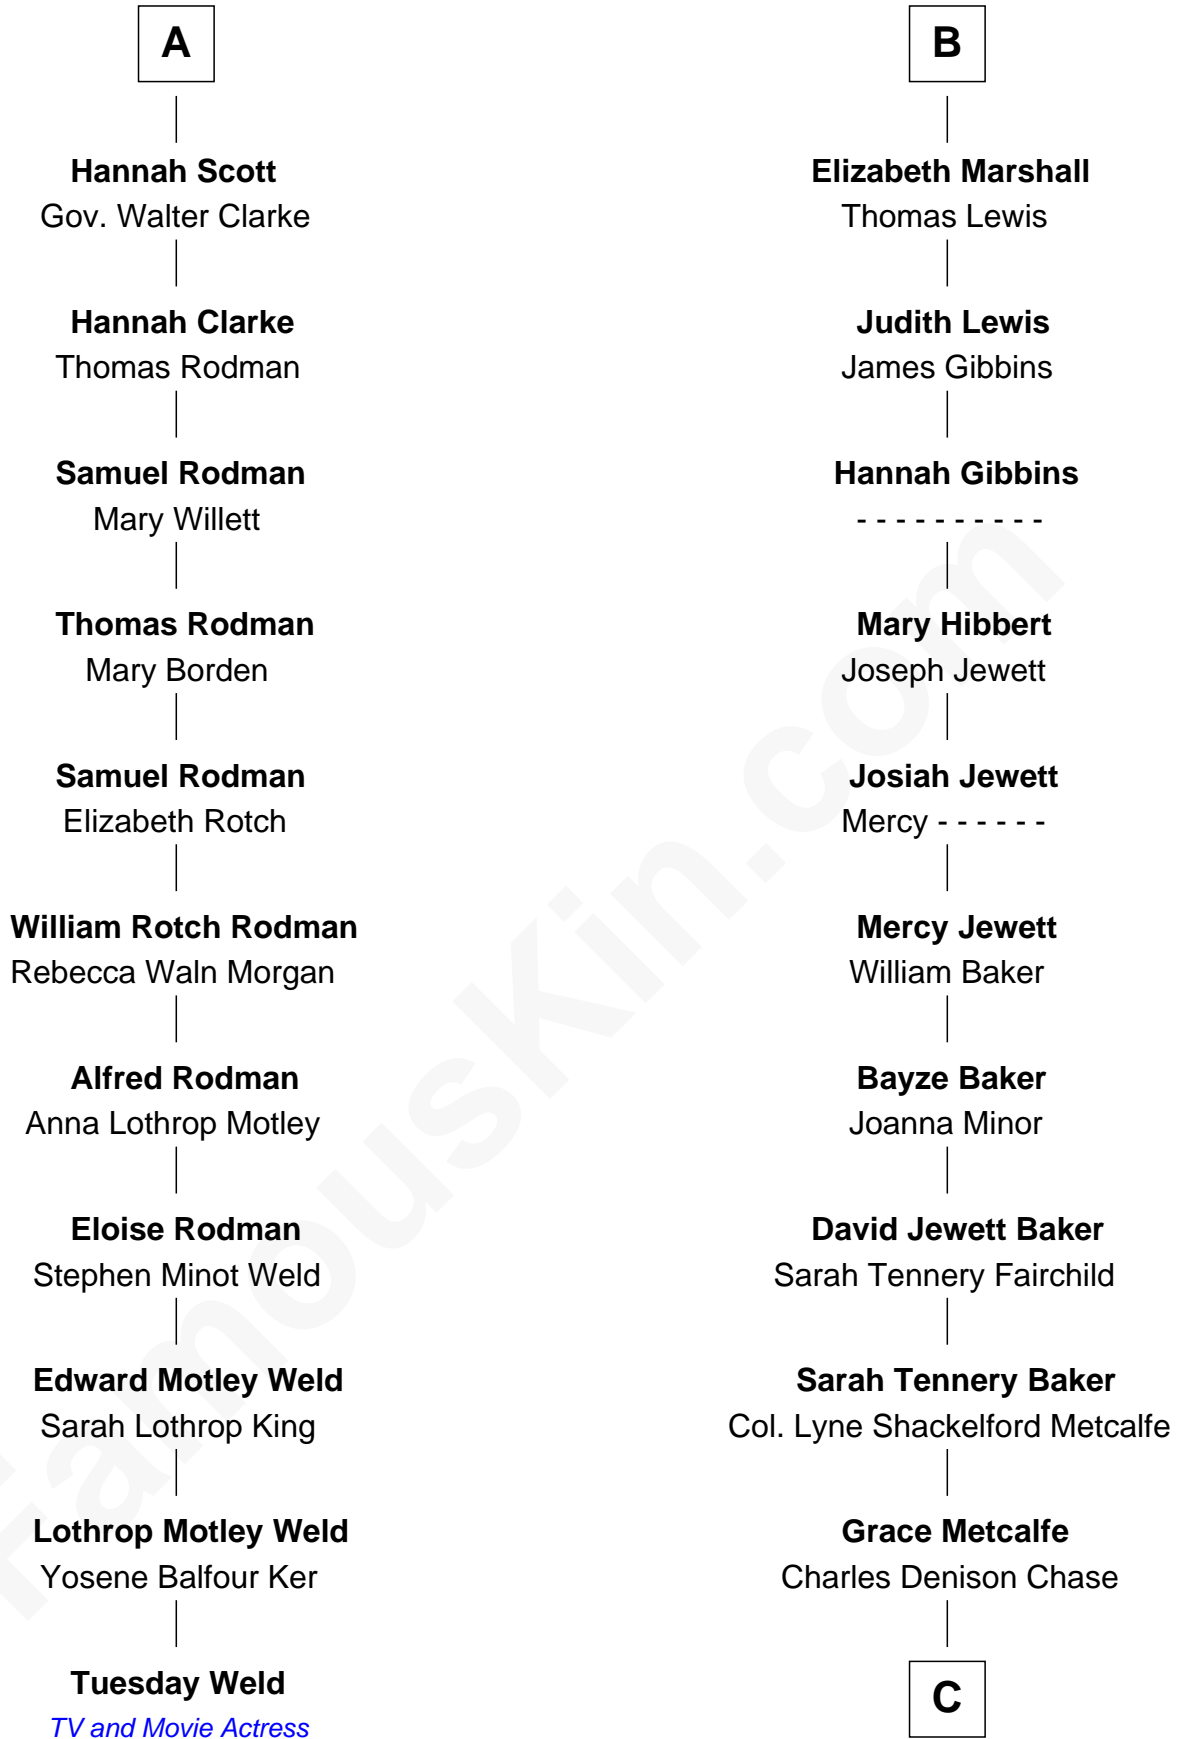 A
Hannah Scott
Gov. Walter Clarke
Hannah Clarke
Thomas Rodman
Samuel Rodman
Mary Willett
Thomas Rodman
Mary Borden
Samuel Rodman
Elizabeth Rotch
William Rotch Rodman
Rebecca Waln Morgan
Alfred Rodman
Anna Lothrop Motley
Eloise Rodman
Stephen Minot Weld
Edward Motley Weld
Sarah Lothrop King
Lothrop Motley Weld
Yosene Balfour Ker
Tuesday Weld
TV and Movie Actress
B
Elizabeth Marshall
Thomas Lewis
Judith Lewis
James Gibbins
Hannah Gibbins
- - - - - - - - - -
Mary Hibbert
Joseph Jewett
Josiah Jewett
Mercy - - - - - -
Mercy Jewett
William Baker
Bayze Baker
Joanna Minor
David Jewett Baker
Sarah Tennery Fairchild
Sarah Tennery Baker
Col. Lyne Shackelford Metcalfe
Grace Metcalfe
Charles Denison Chase
C
FamousKin.com